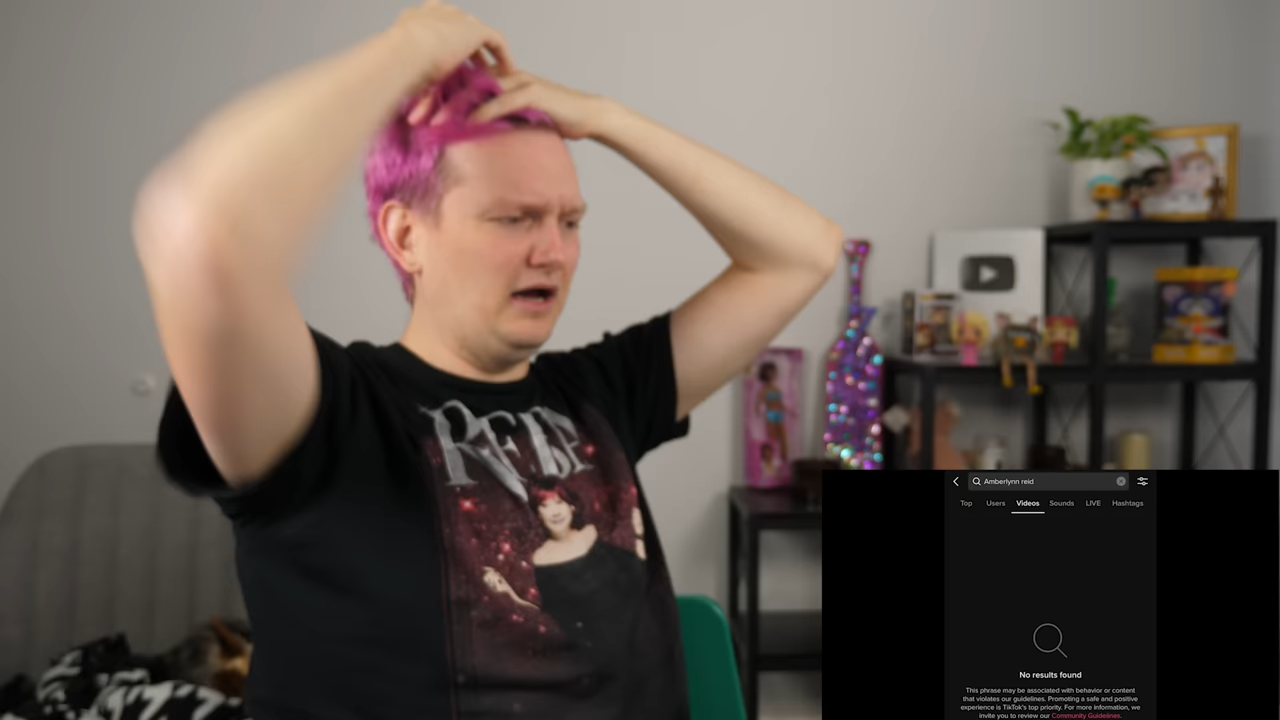 REID
Amberlynn reid
Top Users Videos Sounds LIVE Hashtags
No results found
This phrase may be associated with behavior or content
that violates our guidelines. Promoting a safe and positive
experience is TikTok's top priority. For more information, we
invite you to review our Community Guidelines.